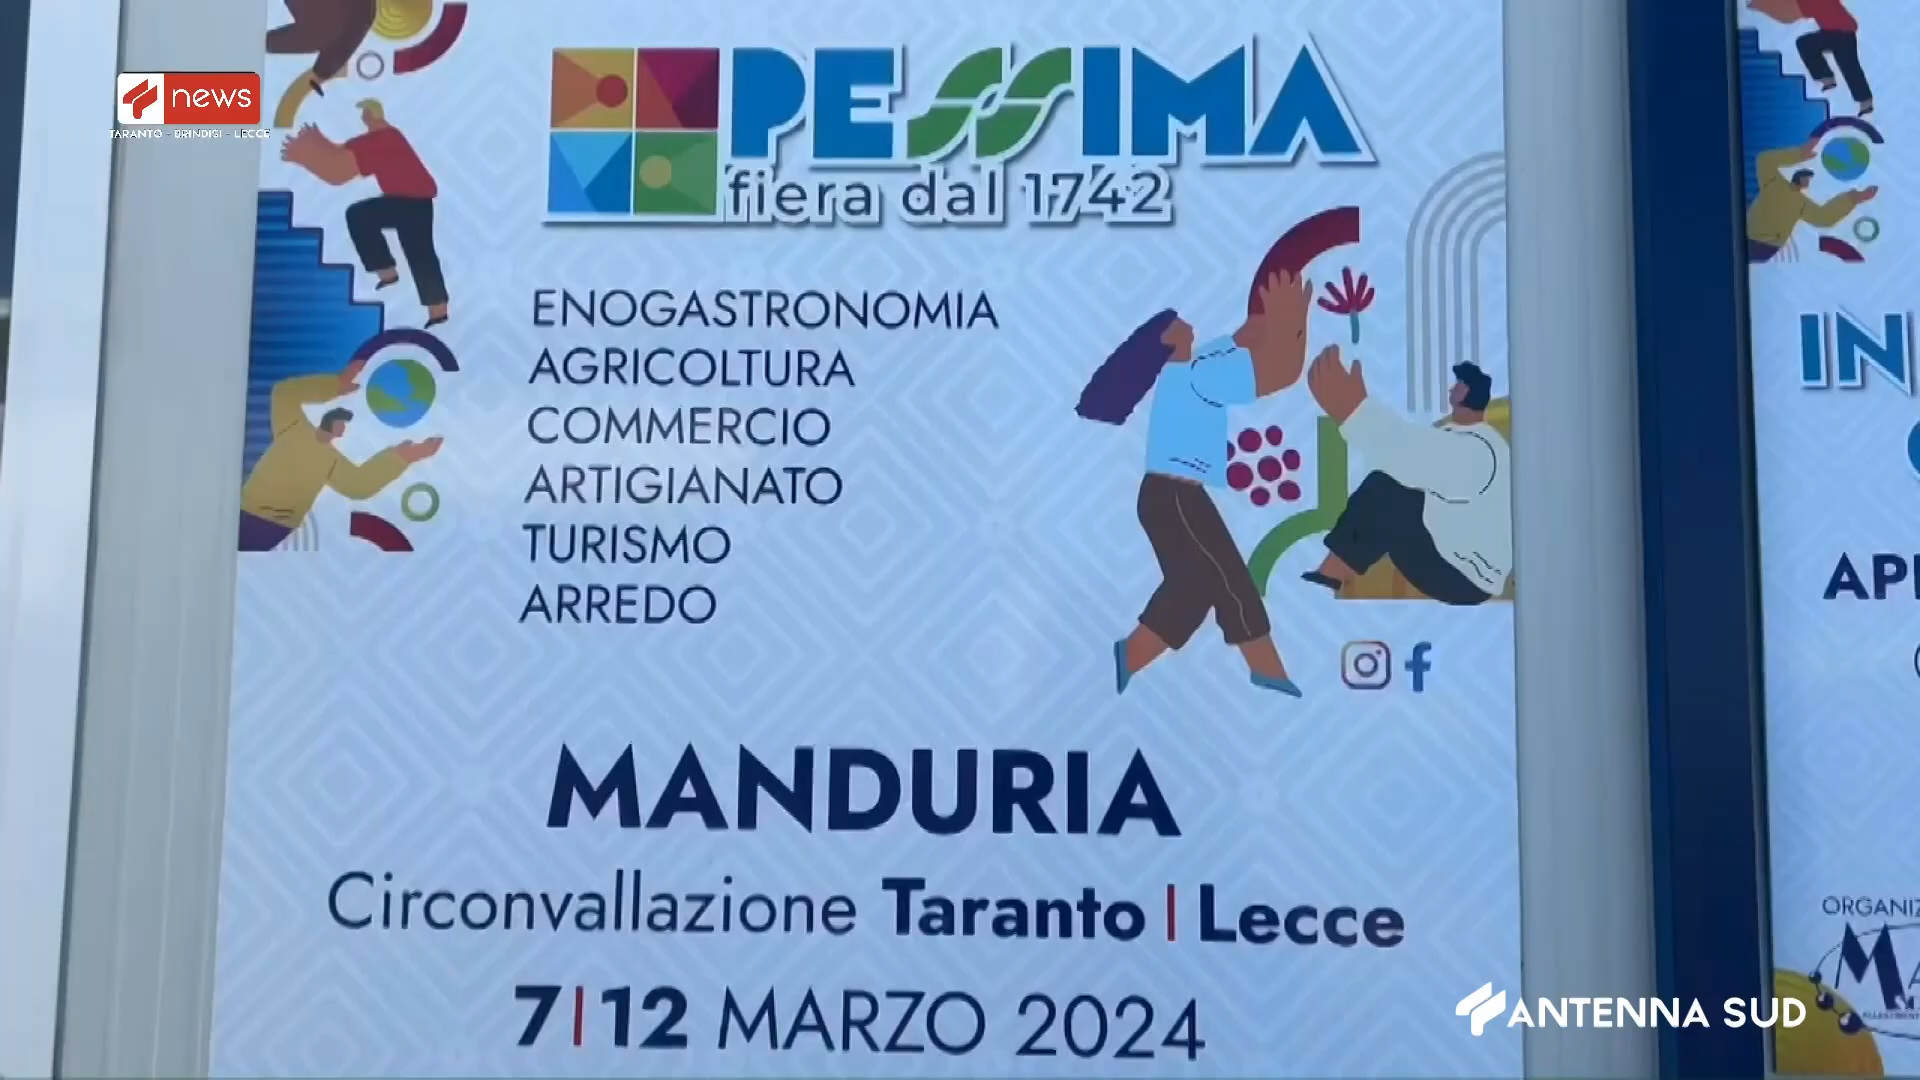 news
TARANTO - BRINDISI - LECCE
PESSIMA
fiera dal 1742
ENOGASTRONOMIA
AGRICOLTURA
COMMERCIO
ARTIGIANATO
TURISMO
ARREDO
MANDURIA
Circonvallazione Taranto | Lecce
7|12 MARZO 2024
IN
ANTENNA SUD